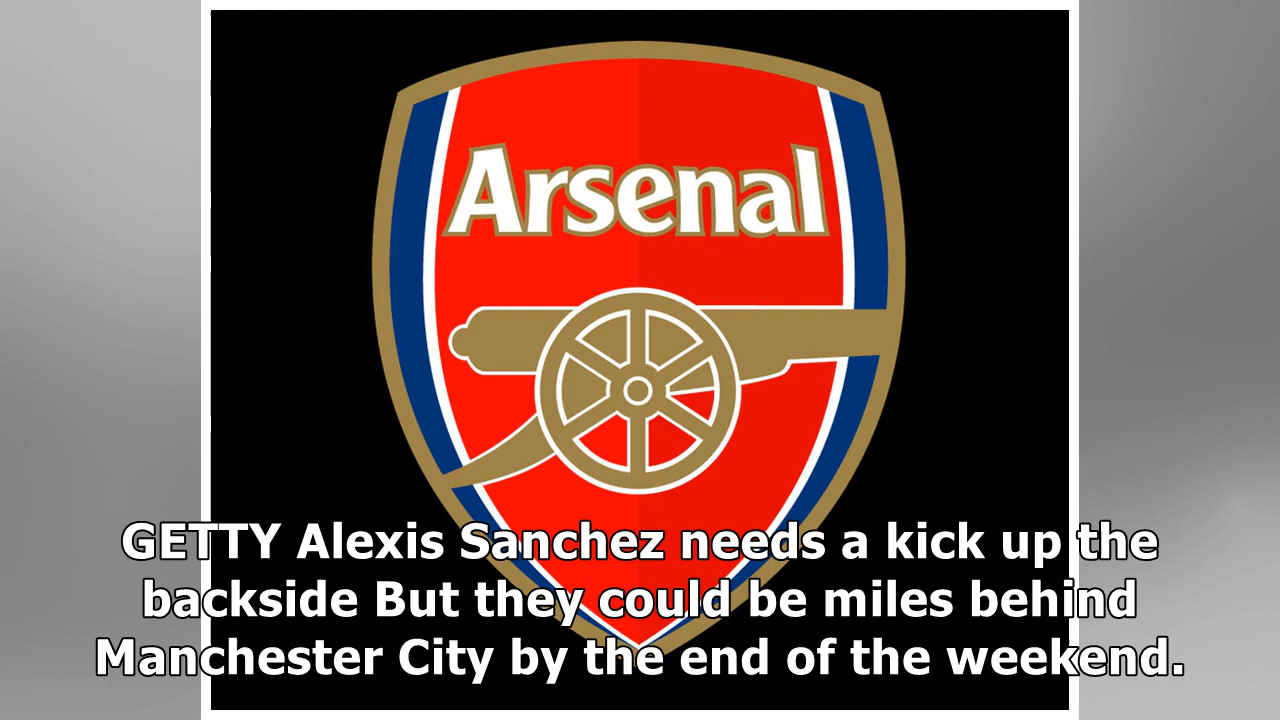 Arsenal
GETTY Alexis Sanchez needs a kick up the
backside But they could be miles behind
Manchester City by the end of the weekend.